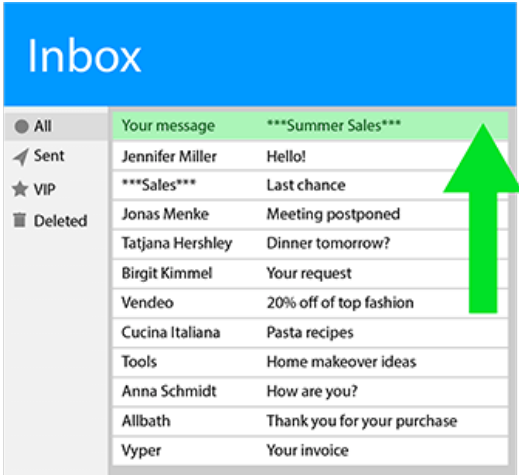 Inbox
All
Sent
VIP
Deleted
Your message ***Summer Sales***
Jennifer Miller Hello!
***Sales*** Last chance
Jonas Menke Meeting postponed
Tatjana Hershley Dinner tomorrow?
Birgit Kimmel Your request
Vendeo 20% off of top fashion
Cucina Italiana Pasta recipes
Tools Home makeover ideas
Anna Schmidt How are you?
Allbath Thank you for your purchase
Vyper Your invoice